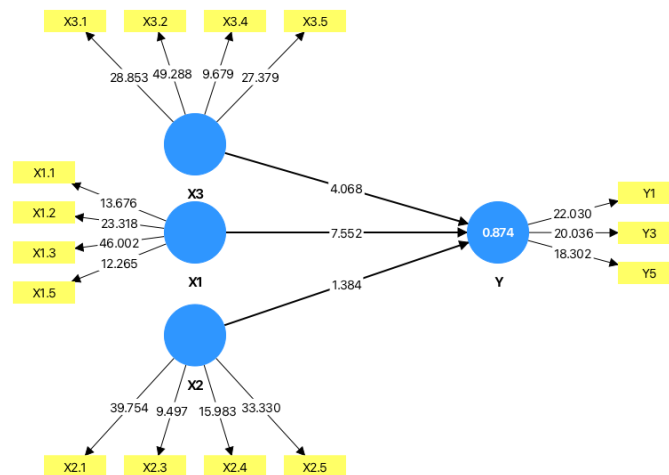 X3.1 X3.2 X3.4 X3.5
28.853 49.288 9.679 27.379
X3
4.068
X1.1
X1.2
X1.3
X1.5
13.676
23.318
46.002
12.265
X1
7.552
0.874
Y
22.030
20.036
18.302
Y1
Y3
Y5
1.384
X2
39.754 9.497 15.983 33.330
X2.1 X2.3 X2.4 X2.5